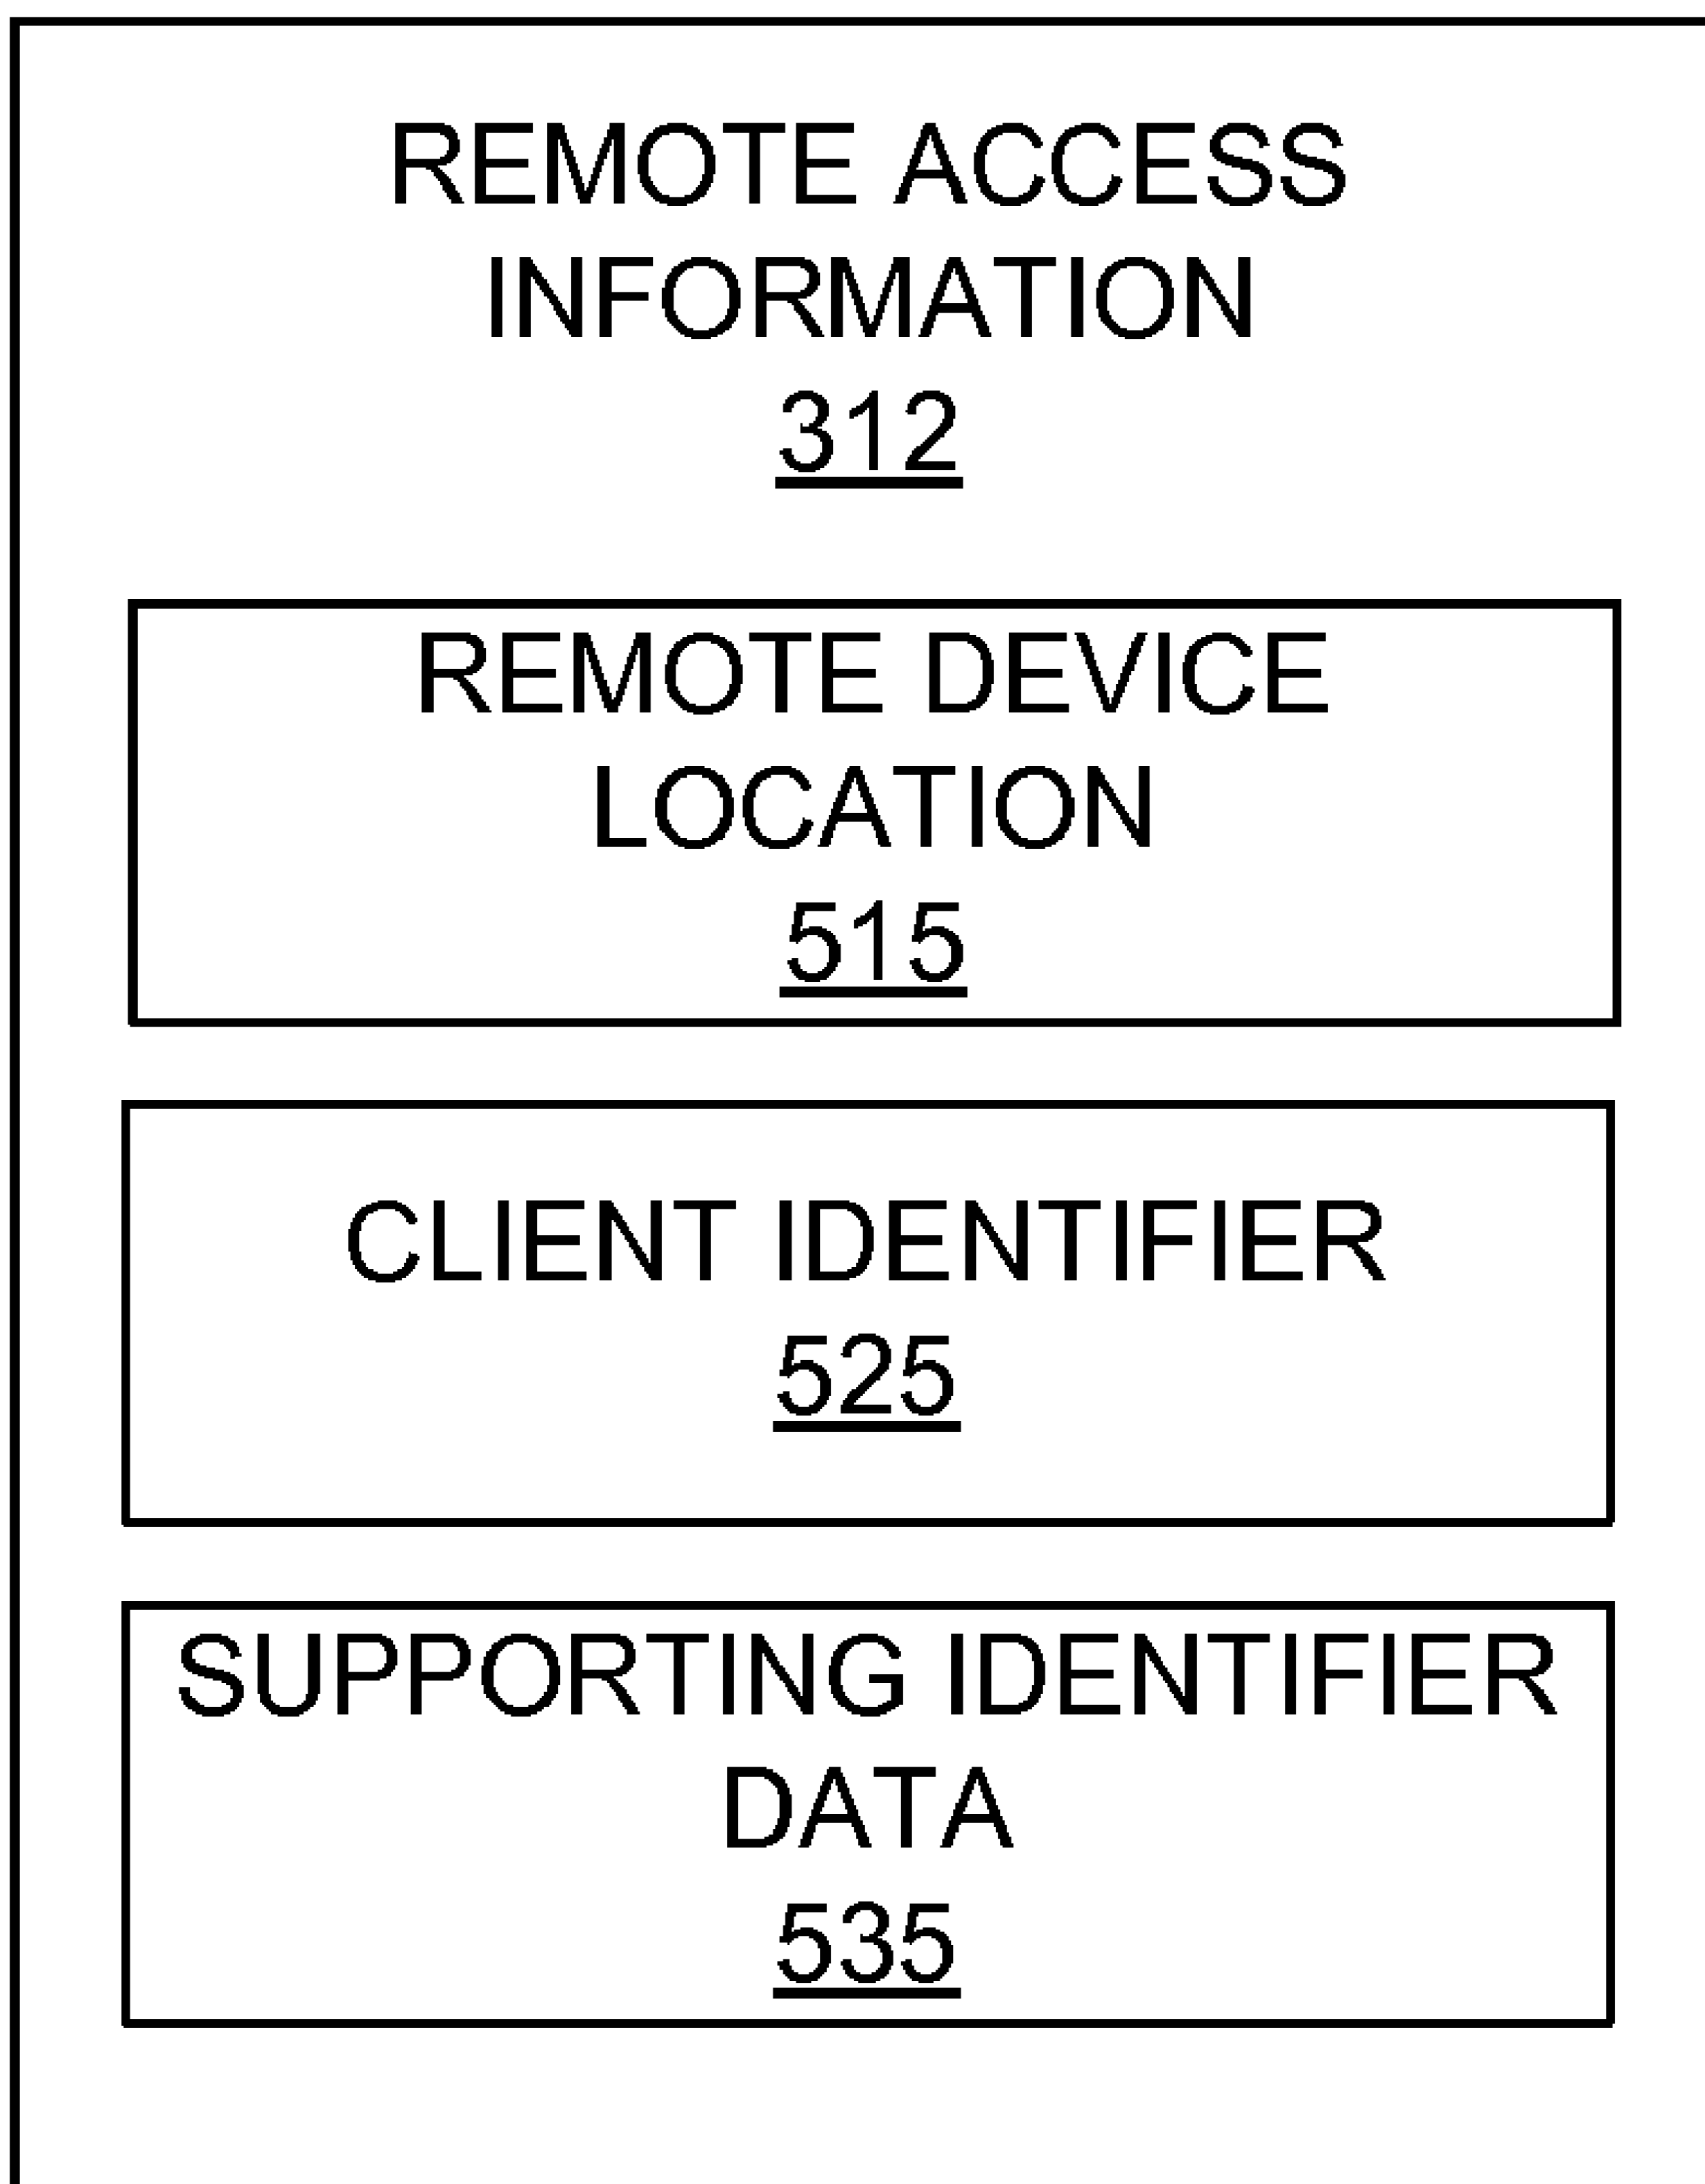 REMOTE ACCESS
INFORMATION
312
REMOTE DEVICE
LOCATION
515
CLIENT IDENTIFIER
525
SUPPORTING IDENTIFIER
DATA
535